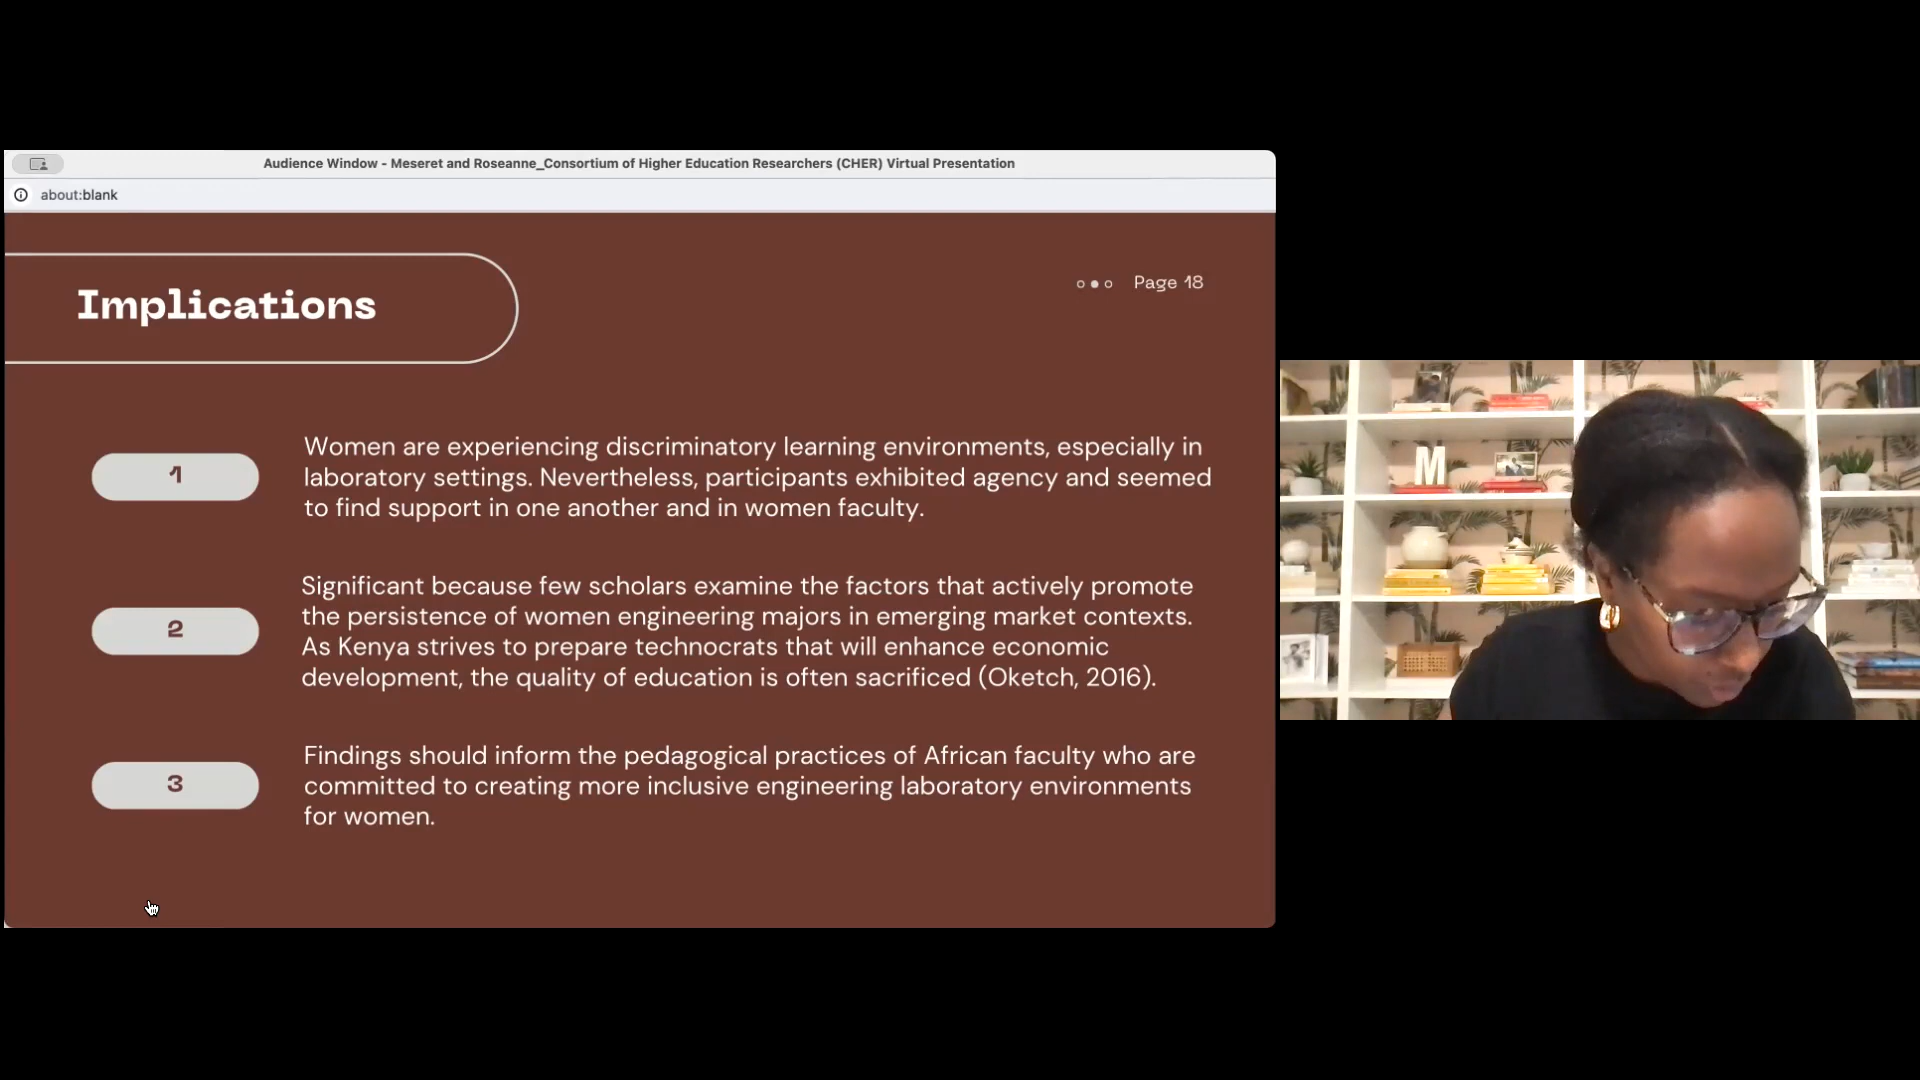 Audience Window - Meseret and Roseanne_Consortium of Higher Education Researchers (CHER) Virtual Presentation
about:blank
Implications
Page 18
1
Women are experiencing discriminatory learning environments, especially in
laboratory settings. Nevertheless, participants exhibited agency and seemed
to find support in one another and in women faculty.
2
Significant because few scholars examine the factors that actively promote
the persistence of women engineering majors in emerging market contexts.
As Kenya strives to prepare technocrats that will enhance economic
development, the quality of education is often sacrificed (Oketch, 2016).
3
Findings should inform the pedagogical practices of African faculty who are
committed to creating more inclusive engineering laboratory environments
for women.
M